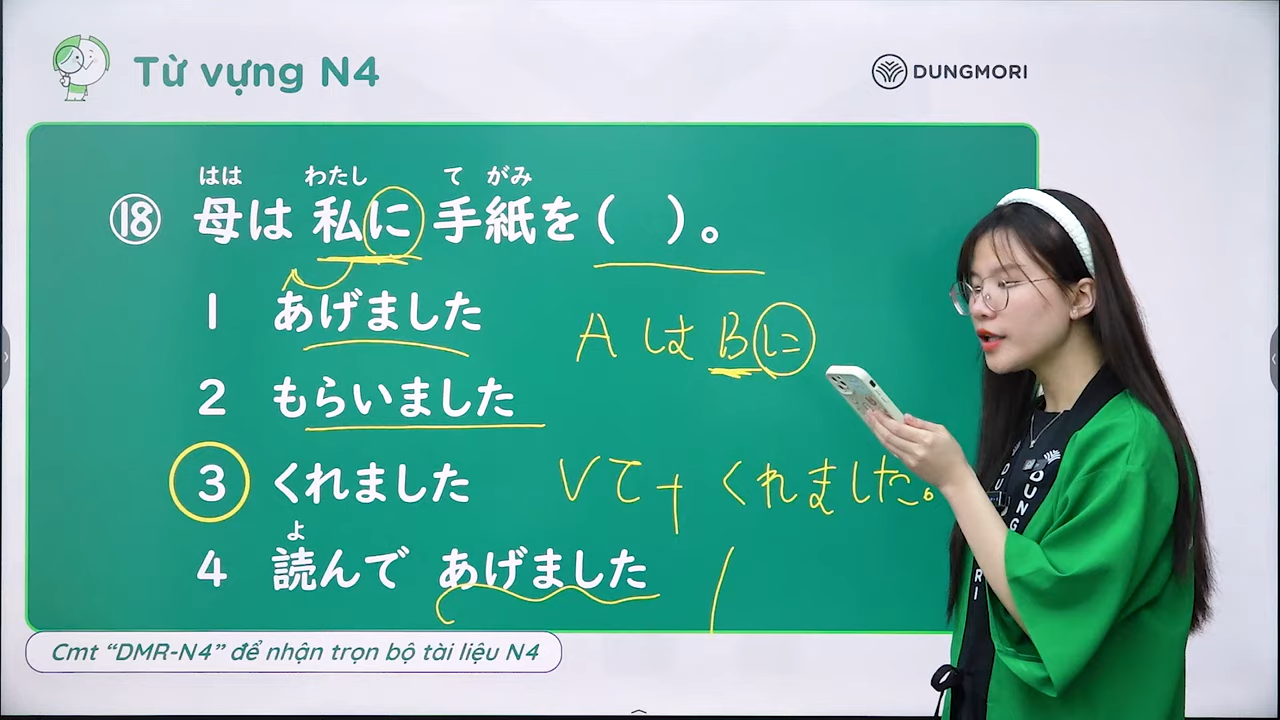 Từ vựng N4
DUNGMORI
はは わたし て がみ
⑱ 母は 私に 手紙を ( )。
1 あげました
A は Bに
2 もらいました
3 くれました
Vて + くれました。
よ
4 読んで あげました
Cmt “DMR-N4” để nhận trọn bộ tài liệu N4